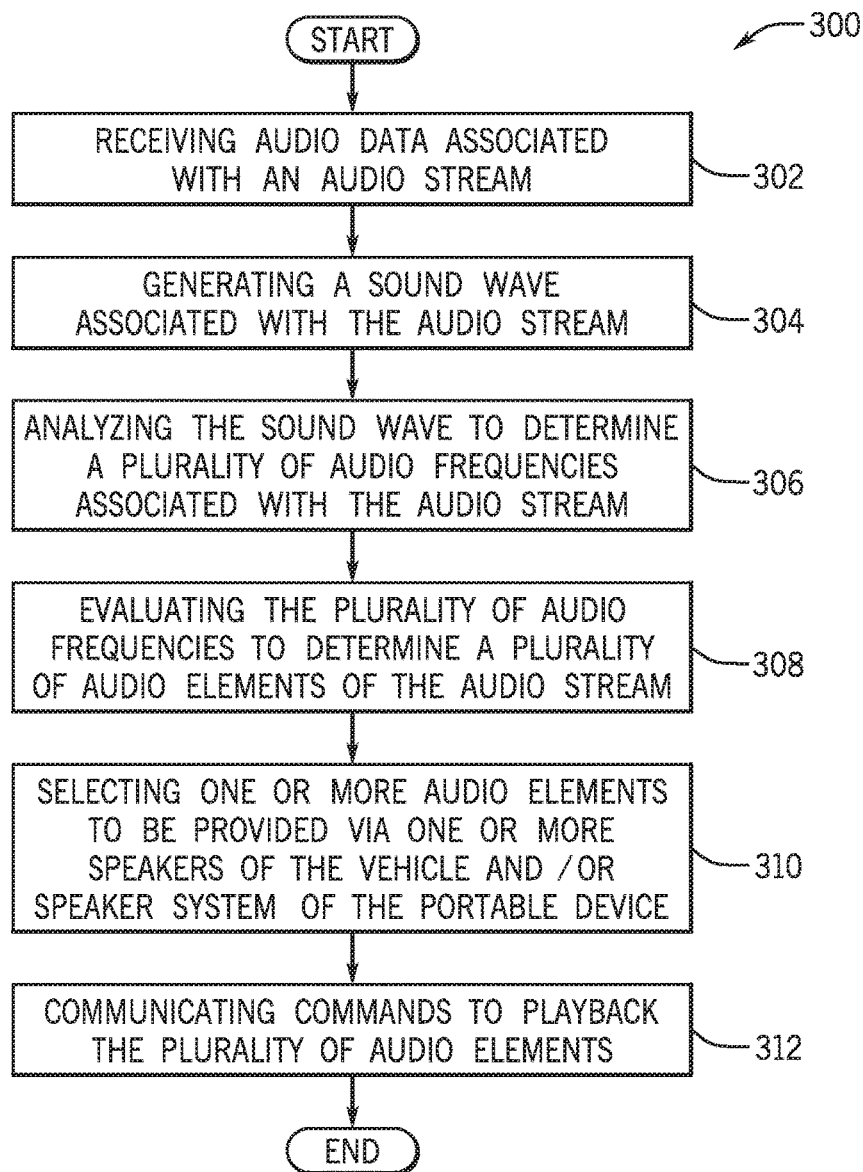 START
300
RECEIVING AUDIO DATA ASSOCIATED
WITH AN AUDIO STREAM
302
GENERATING A SOUND WAVE
ASSOCIATED WITH THE AUDIO STREAM
304
ANALYZING THE SOUND WAVE TO DETERMINE
A PLURALITY OF AUDIO FREQUENCIES
ASSOCIATED WITH THE AUDIO STREAM
306
EVALUATING THE PLURALITY OF AUDIO
FREQUENCIES TO DETERMINE A PLURALITY
OF AUDIO ELEMENTS OF THE AUDIO STREAM
308
SELECTING ONE OR MORE AUDIO ELEMENTS
TO BE PROVIDED VIA ONE OR MORE
SPEAKERS OF THE VEHICLE AND /OR
SPEAKER SYSTEM OF THE PORTABLE DEVICE
310
COMMUNICATING COMMANDS TO PLAYBACK
THE PLURALITY OF AUDIO ELEMENTS
312
END